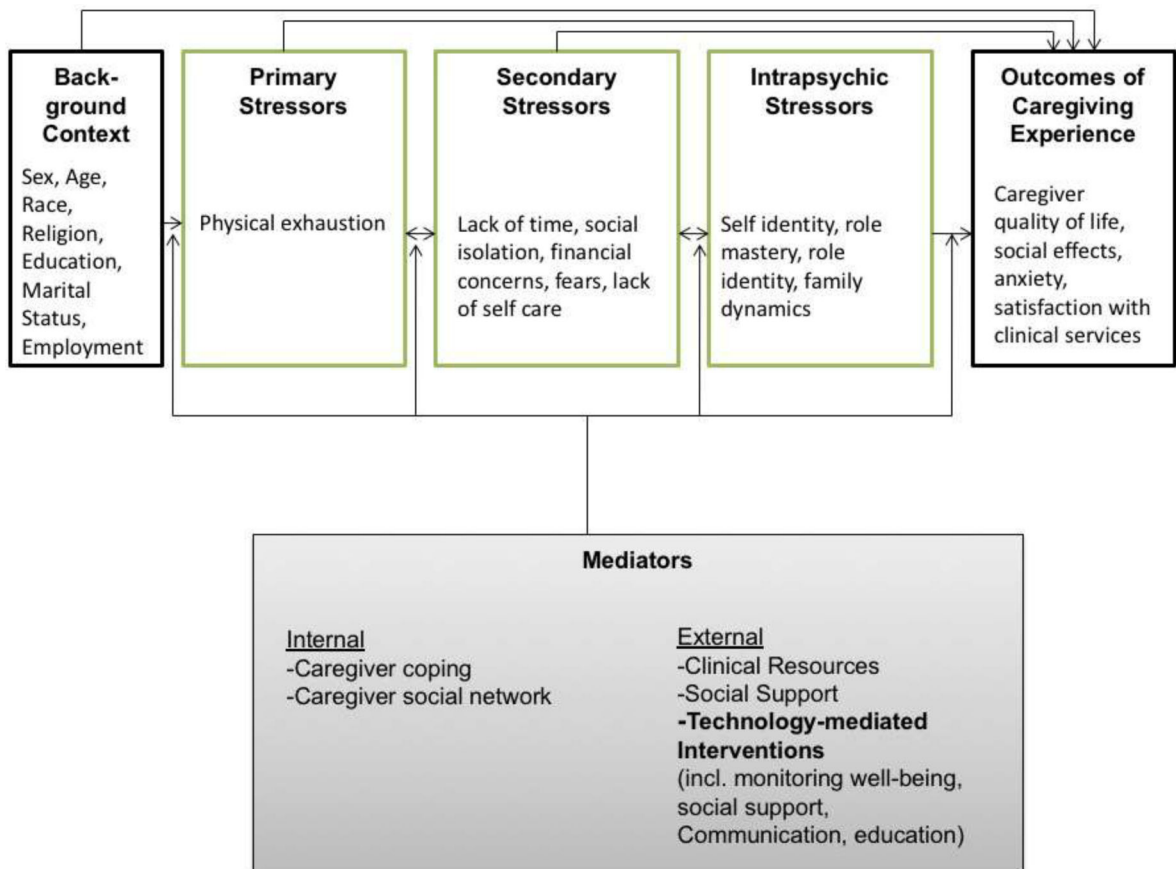 Back-
ground
Context
Sex, Age,
Race,
Religion,
Education,
Marital
Status,
Employment
Primary
Stressors
Physical exhaustion
Secondary
Stressors
Lack of time, social
isolation, financial
concerns, fears, lack
of self care
Intrapsychic
Stressors
Self identity, role
mastery, role
identity, family
dynamics
Outcomes of
Caregiving
Experience
Caregiver
quality of life,
social effects,
anxiety,
satisfaction with
clinical services
Mediators
Internal
-Caregiver coping
-Caregiver social network
External
-Clinical Resources
-Social Support
-Technology-mediated
Interventions
(incl. monitoring well-being,
social support,
Communication, education)